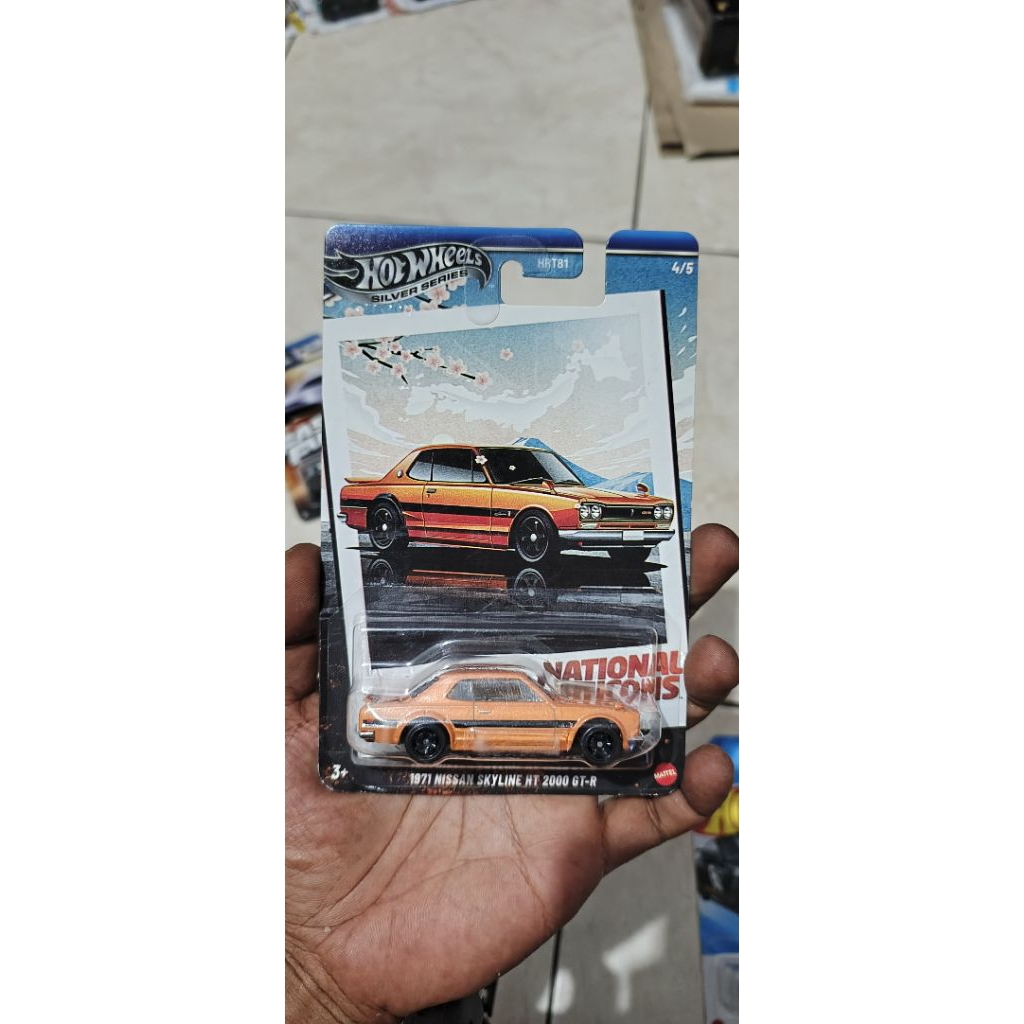 HOT WHEELS
SILVER SERIES
HRT81
4/5
NATIONAL
ICONS
3+
1971 NISSAN SKYLINE HT 2000 GT-R
MATTEL